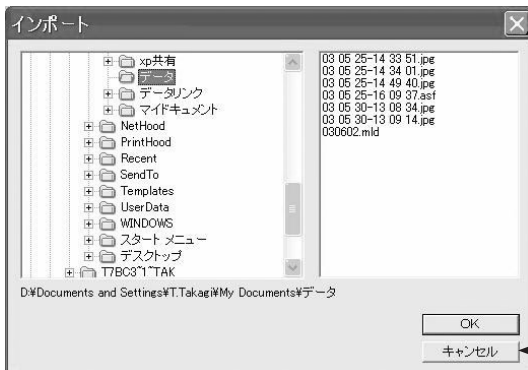 インポート
xp共有
データ
データリンク
マイドキュメント
NetHood
PrintHood
Recent
SendTo
Templates
UserData
WINDOWS
スタート メニュー
デスクトップ
T7BC3~1~TAK
03 05 25-14 33 51.jpg
03 05 25-14 34 01.jpg
03 05 25-14 49 40.jpg
03 05 25-16 09 37.asf
03 05 30-13 08 34.jpg
03 05 30-13 09 14.jpg
030602.mld
D:¥Documents and Settings¥T.Takagi¥My Documents¥データ
OK
キャンセル